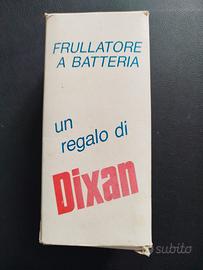 FRULLATORE
A BATTERIA
un
regalo di
Dixan
subito